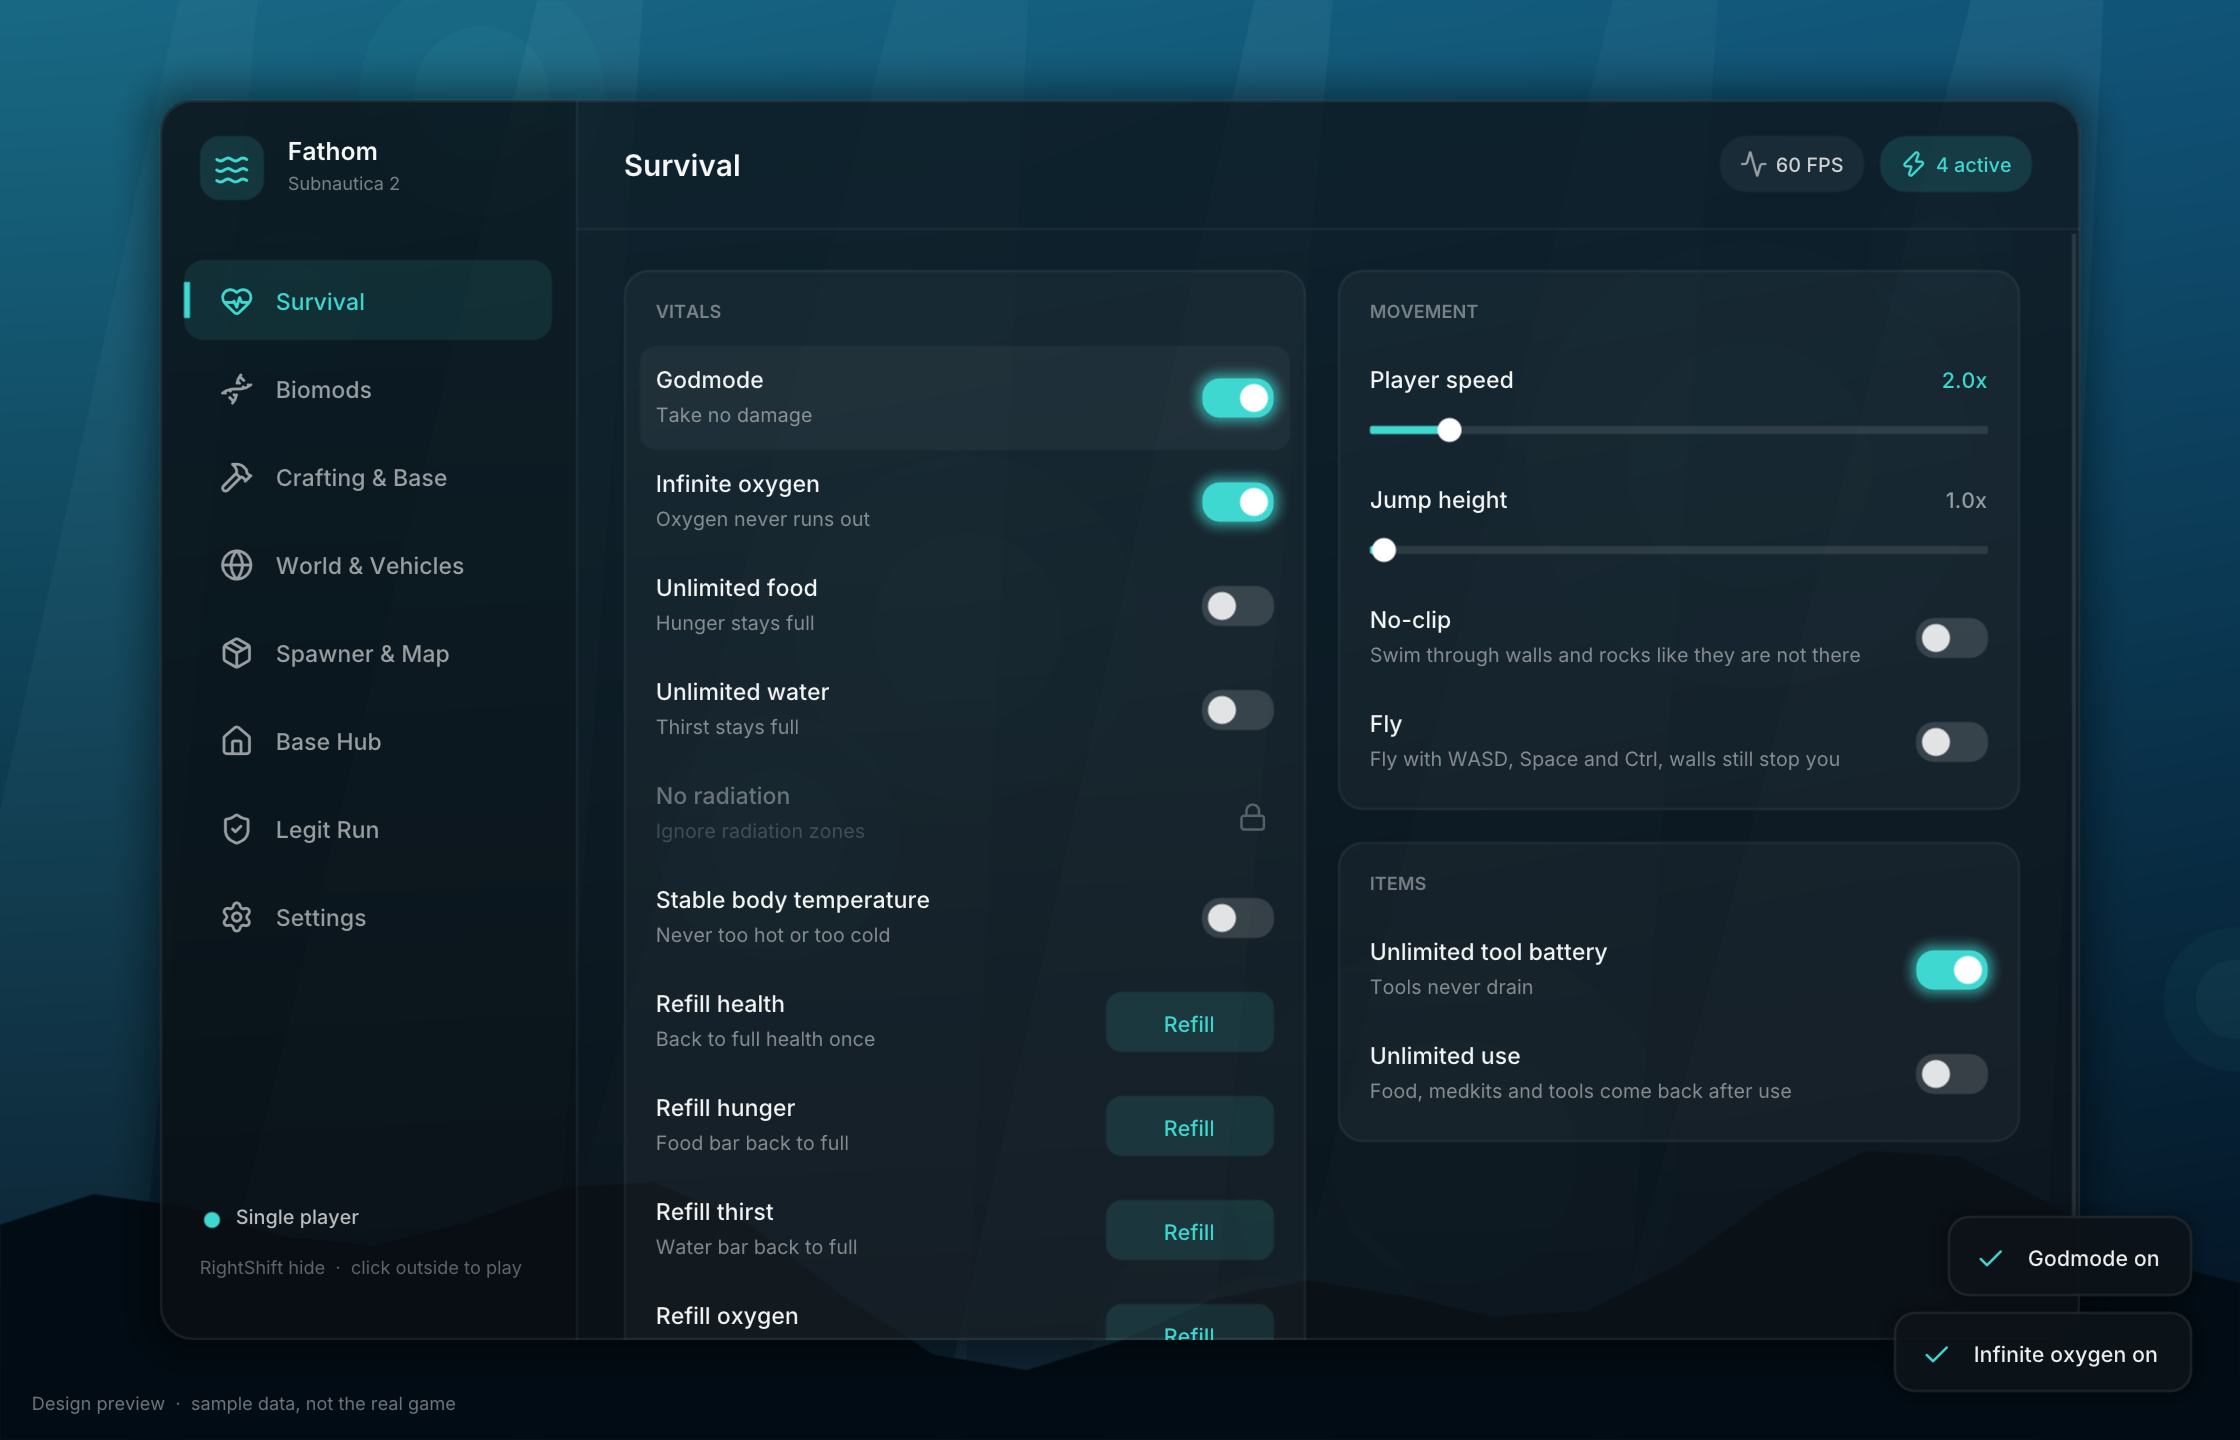 Fathom
Subnautica 2
Survival
Biomods
Crafting & Base
World & Vehicles
Spawner & Map
Base Hub
Legit Run
Settings
Single player
RightShift hide · click outside to play
Survival
60 FPS
4 active
VITALS
Godmode
Take no damage
Infinite oxygen
Oxygen never runs out
Unlimited food
Hunger stays full
Unlimited water
Thirst stays full
No radiation
Ignore radiation zones
Stable body temperature
Never too hot or too cold
Refill health
Back to full health once
Refill
Refill hunger
Food bar back to full
Refill
Refill thirst
Water bar back to full
Refill
Refill oxygen
Refill
MOVEMENT
Player speed
2.0x
Jump height
1.0x
No-clip
Swim through walls and rocks like they are not there
Fly
Fly with WASD, Space and Ctrl, walls still stop you
ITEMS
Unlimited tool battery
Tools never drain
Unlimited use
Food, medkits and tools come back after use
Godmode on
Infinite oxygen on
Design preview · sample data, not the real game